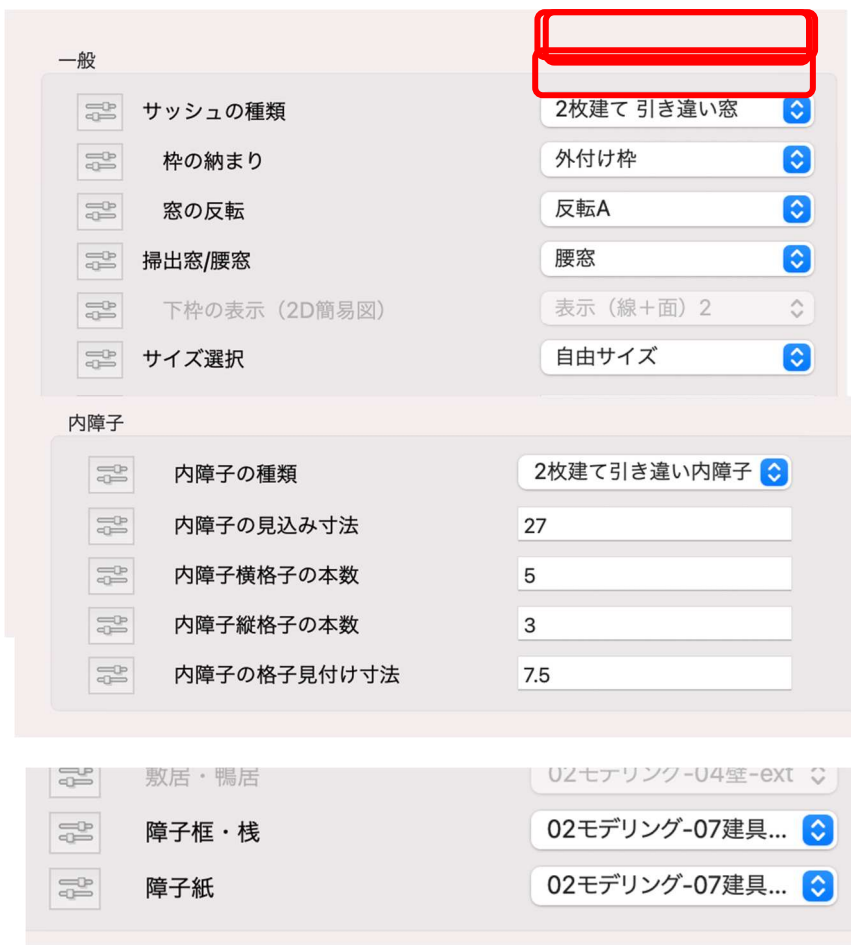 一般
サッシュの種類 2枚建て 引き違い窓
枠の納まり 外付け枠
窓の反転 反転A
掃出窓/腰窓 腰窓
下枠の表示（2D簡易図） 表示（線＋面）2
サイズ選択 自由サイズ
内障子
内障子の種類 2枚建て引き違い内障子
内障子の見込み寸法 27
内障子横格子の本数 5
内障子縦格子の本数 3
内障子の格子見付け寸法 7.5
敷居・鴨居 02モデリング-04壁-ext
障子框・桟 02モデリング-07建具...
障子紙 02モデリング-07建具...